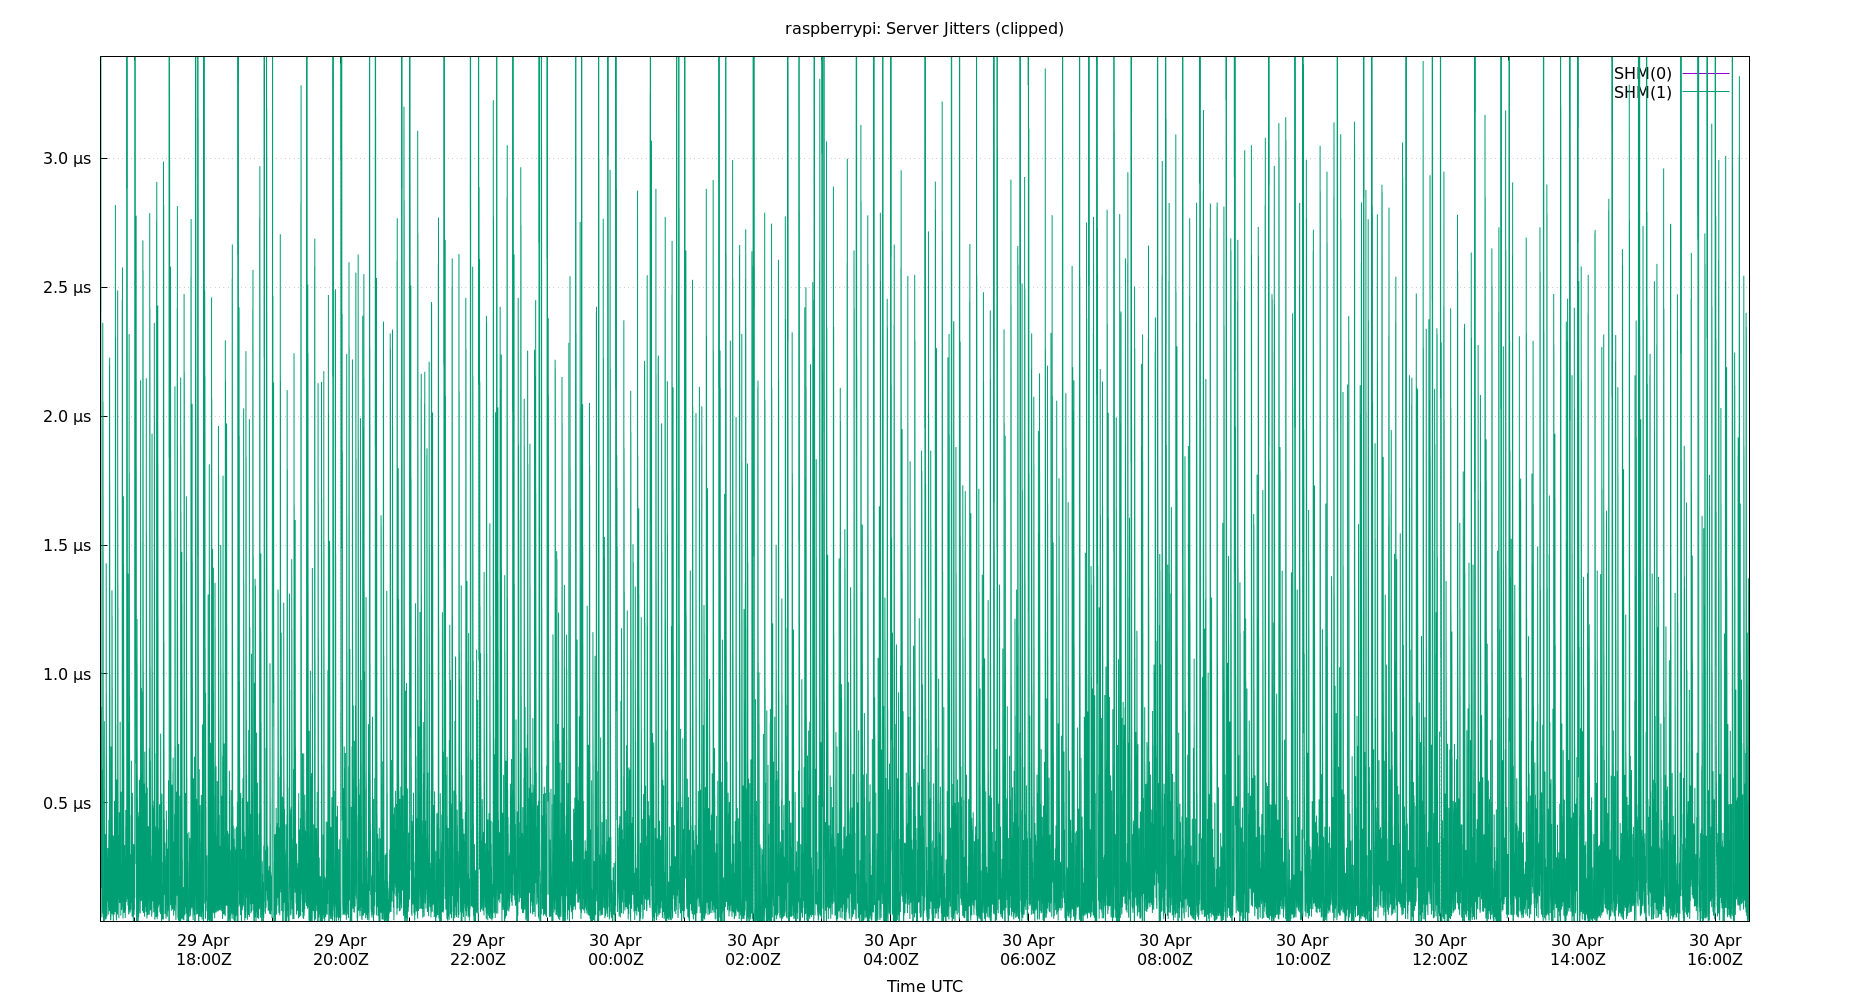 raspberrypi: Server Jitters (clipped)
SHM(0)
SHM(1)
3.0 µs
2.5 µs
2.0 µs
1.5 µs
1.0 µs
0.5 µs
29 Apr 29 Apr 29 Apr 30 Apr 30 Apr 30 Apr 30 Apr 30 Apr 30 Apr 30 Apr 30 Apr 30 Apr
18:00Z 20:00Z 22:00Z 00:00Z 02:00Z 04:00Z 06:00Z 08:00Z 10:00Z 12:00Z 14:00Z 16:00Z
Time UTC